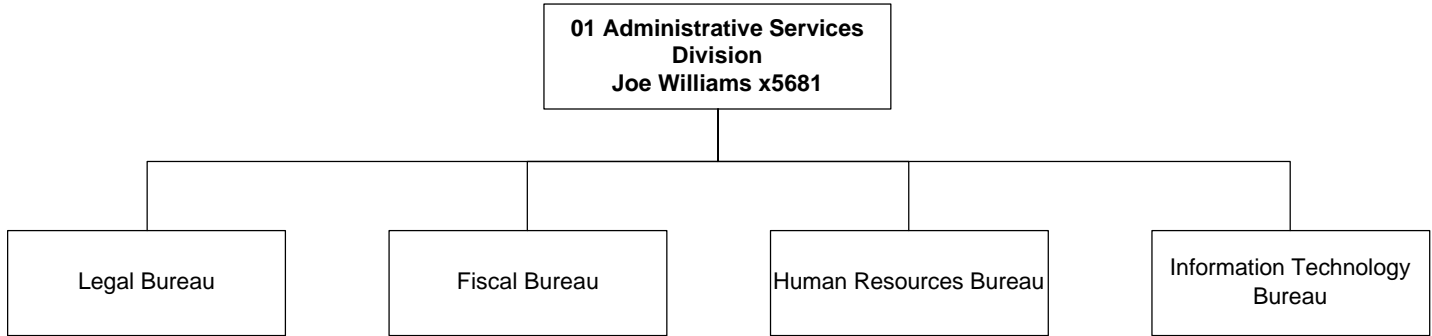 01 Administrative Services
Division
Joe Williams x5681
Legal Bureau
Fiscal Bureau
Human Resources Bureau
Information Technology
Bureau